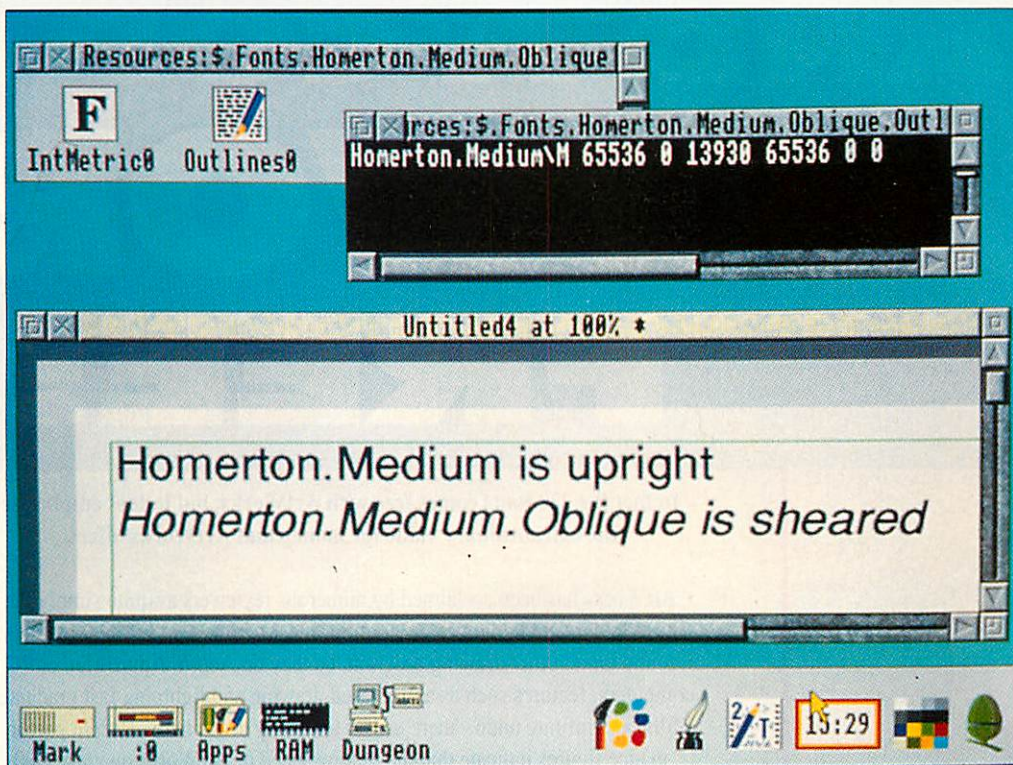 Resources:$.Fonts.Homerton.Medium.Oblique
F
IntMetric0 Outlines0
rces:$.Fonts.Homerton.Medium.Oblique.Outl
Homerton.Medium\M 65536 0 13930 65536 0 0
Untitled4 at 100% *
Homerton.Medium is upright
Homerton.Medium.Oblique is sheared
Mark :0 Apps RAM Dungeon 2 T 15:29